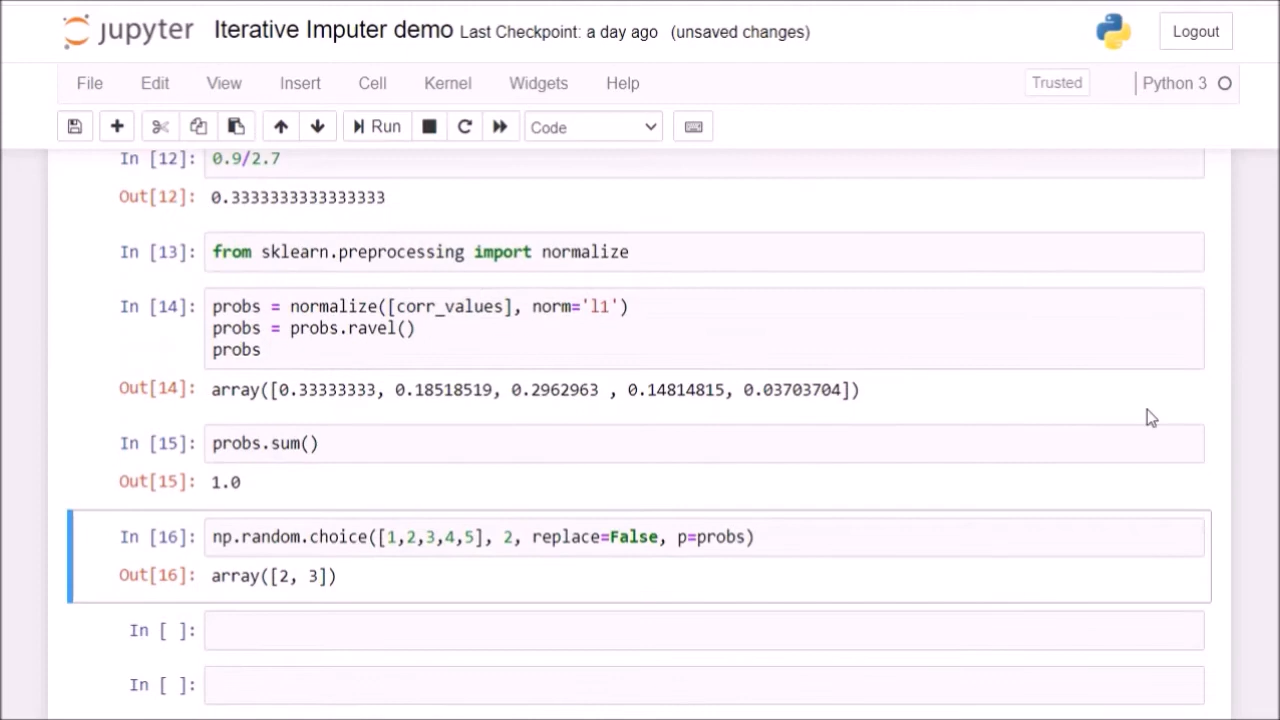 jupyter Iterative Imputer demo Last Checkpoint: a day ago (unsaved changes) Logout
File Edit View Insert Cell Kernel Widgets Help Trusted Python 3
Run Code
In [12]: 0.9/2.7
Out[12]: 0.3333333333333333
In [13]: from sklearn.preprocessing import normalize
In [14]: probs = normalize([corr_values], norm='l1')
probs = probs.ravel()
probs
Out[14]: array([0.33333333, 0.18518519, 0.2962963 , 0.14814815, 0.03703704])
In [15]: probs.sum()
Out[15]: 1.0
In [16]: np.random.choice([1,2,3,4,5], 2, replace=False, p=probs)
Out[16]: array([2, 3])
In [ ]:
In [ ]: